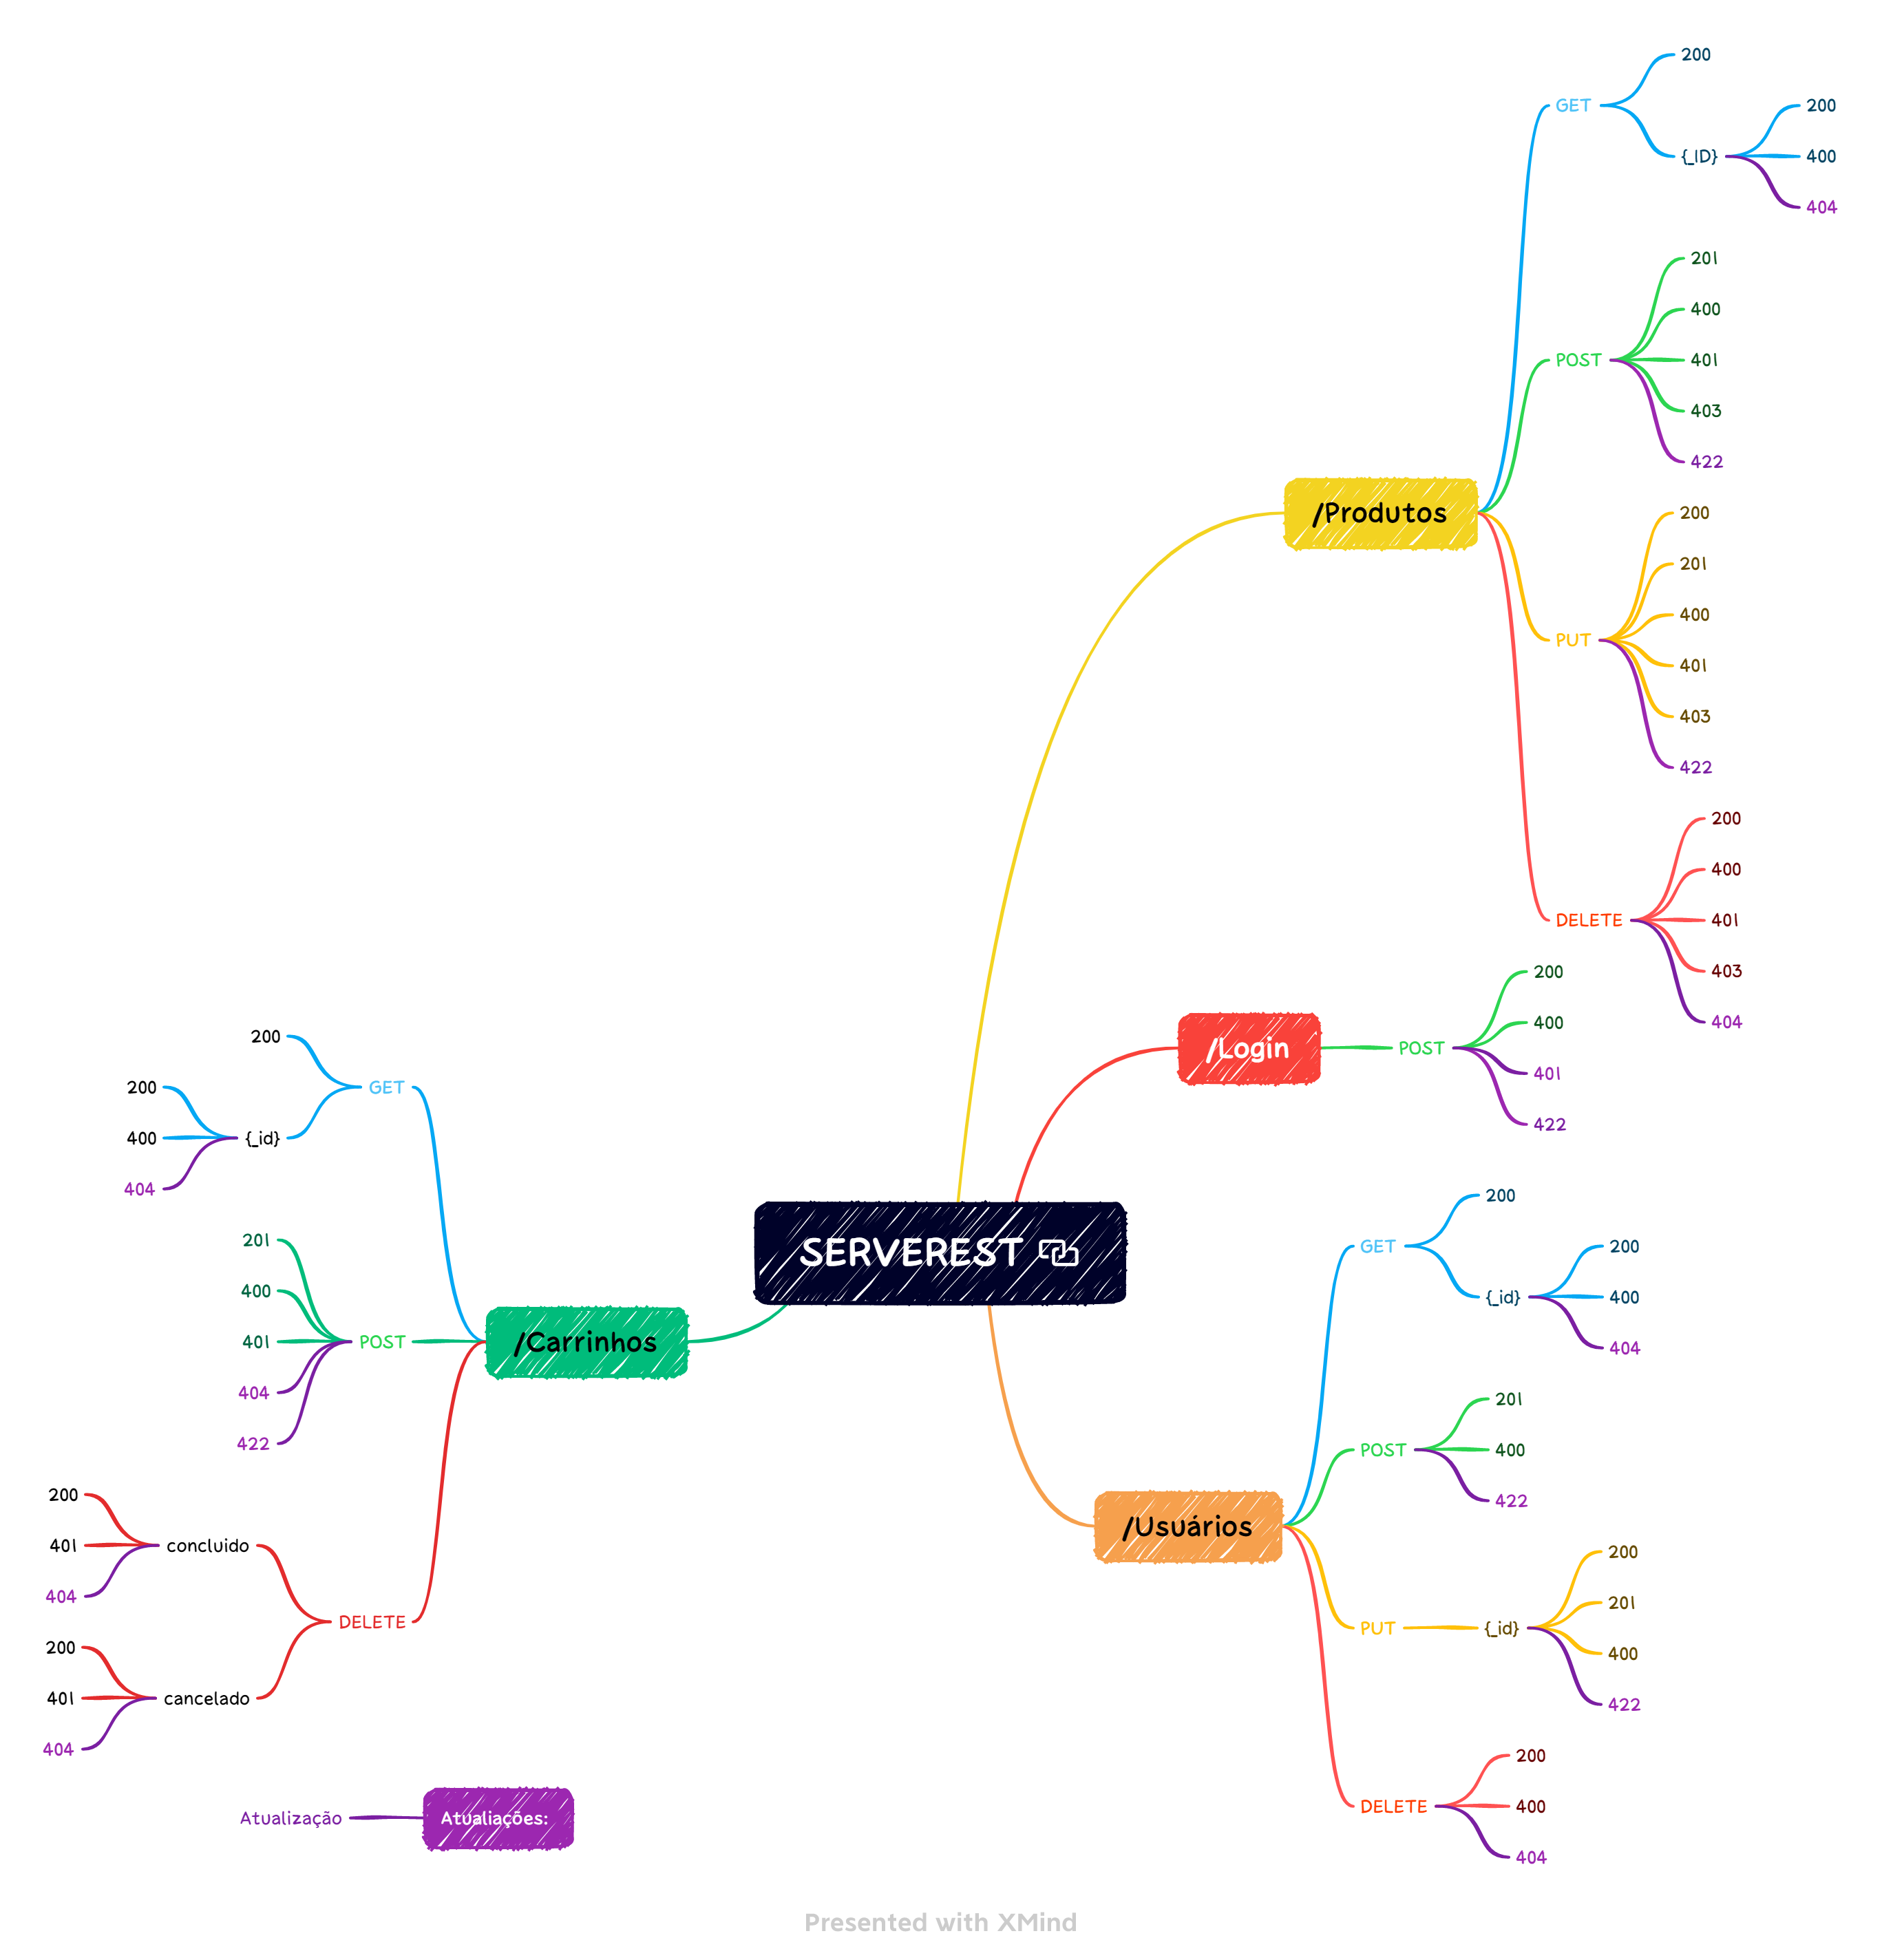 SERVEREST
/Produtos
GET
200
{_ID}
200
400
404
POST
201
400
401
403
422
PUT
200
201
400
401
403
422
DELETE
200
400
401
403
404
/Login
POST
200
400
401
422
/Usuários
GET
200
{_id}
200
400
404
POST
201
400
422
PUT
{_id}
200
201
400
422
DELETE
200
400
404
/Carrinhos
GET
200
{_id}
200
400
404
POST
201
400
401
404
422
DELETE
concluido
200
401
404
cancelado
200
401
404
Atualiações:
Atualização
Presented with XMind